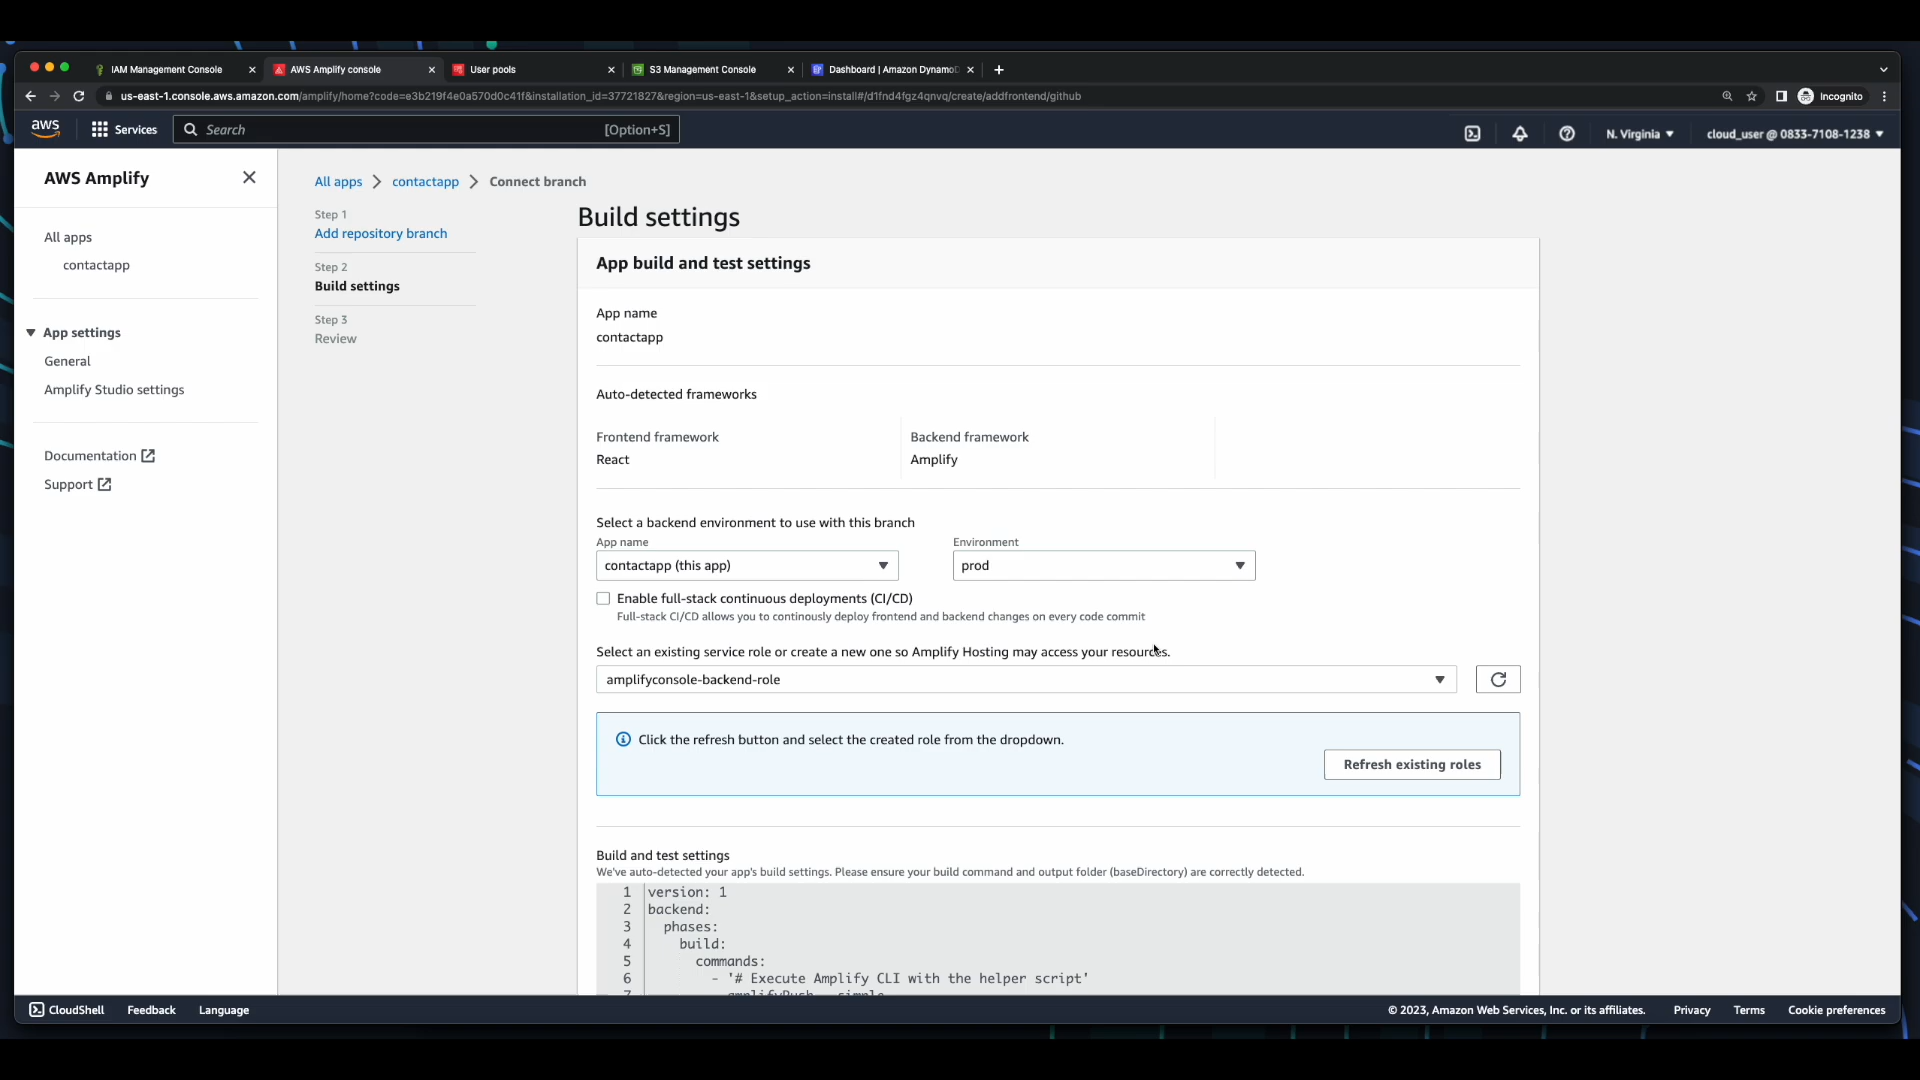 IAM Management Console
AWS Amplify console
User pools
S3 Management Console
Dashboard | Amazon Dynamo
us-east-1.console.aws.amazon.com/amplify/home?code=e3b219f4e0a570d0c41f&installation_id=37721827&region=us-east-1&setup_action=install#/d1fnd4fgz4qnvq/create/addfrontend/github
Incognito
aws
Services
Search
[Option+S]
N. Virginia
cloud_user @ 0833-7108-1238
AWS Amplify
All apps
contactapp
App settings
General
Amplify Studio settings
Documentation
Support
All apps > contactapp > Connect branch
Step 1
Add repository branch
Step 2
Build settings
Step 3
Review
Build settings
App build and test settings
App name
contactapp
Auto-detected frameworks
Frontend framework
React
Backend framework
Amplify
Select a backend environment to use with this branch
App name
contactapp (this app)
Environment
prod
Enable full-stack continuous deployments (CI/CD)
Full-stack CI/CD allows you to continously deploy frontend and backend changes on every code commit
Select an existing service role or create a new one so Amplify Hosting may access your resources.
amplifyconsole-backend-role
Click the refresh button and select the created role from the dropdown.
Refresh existing roles
Build and test settings
We've auto-detected your app's build settings. Please ensure your build command and output folder (baseDirectory) are correctly detected.
1 version: 1
2 backend:
3 phases:
4 build:
5 commands:
6 - '# Execute Amplify CLI with the helper script'
CloudShell
Feedback
Language
© 2023, Amazon Web Services, Inc. or its affiliates.
Privacy
Terms
Cookie preferences